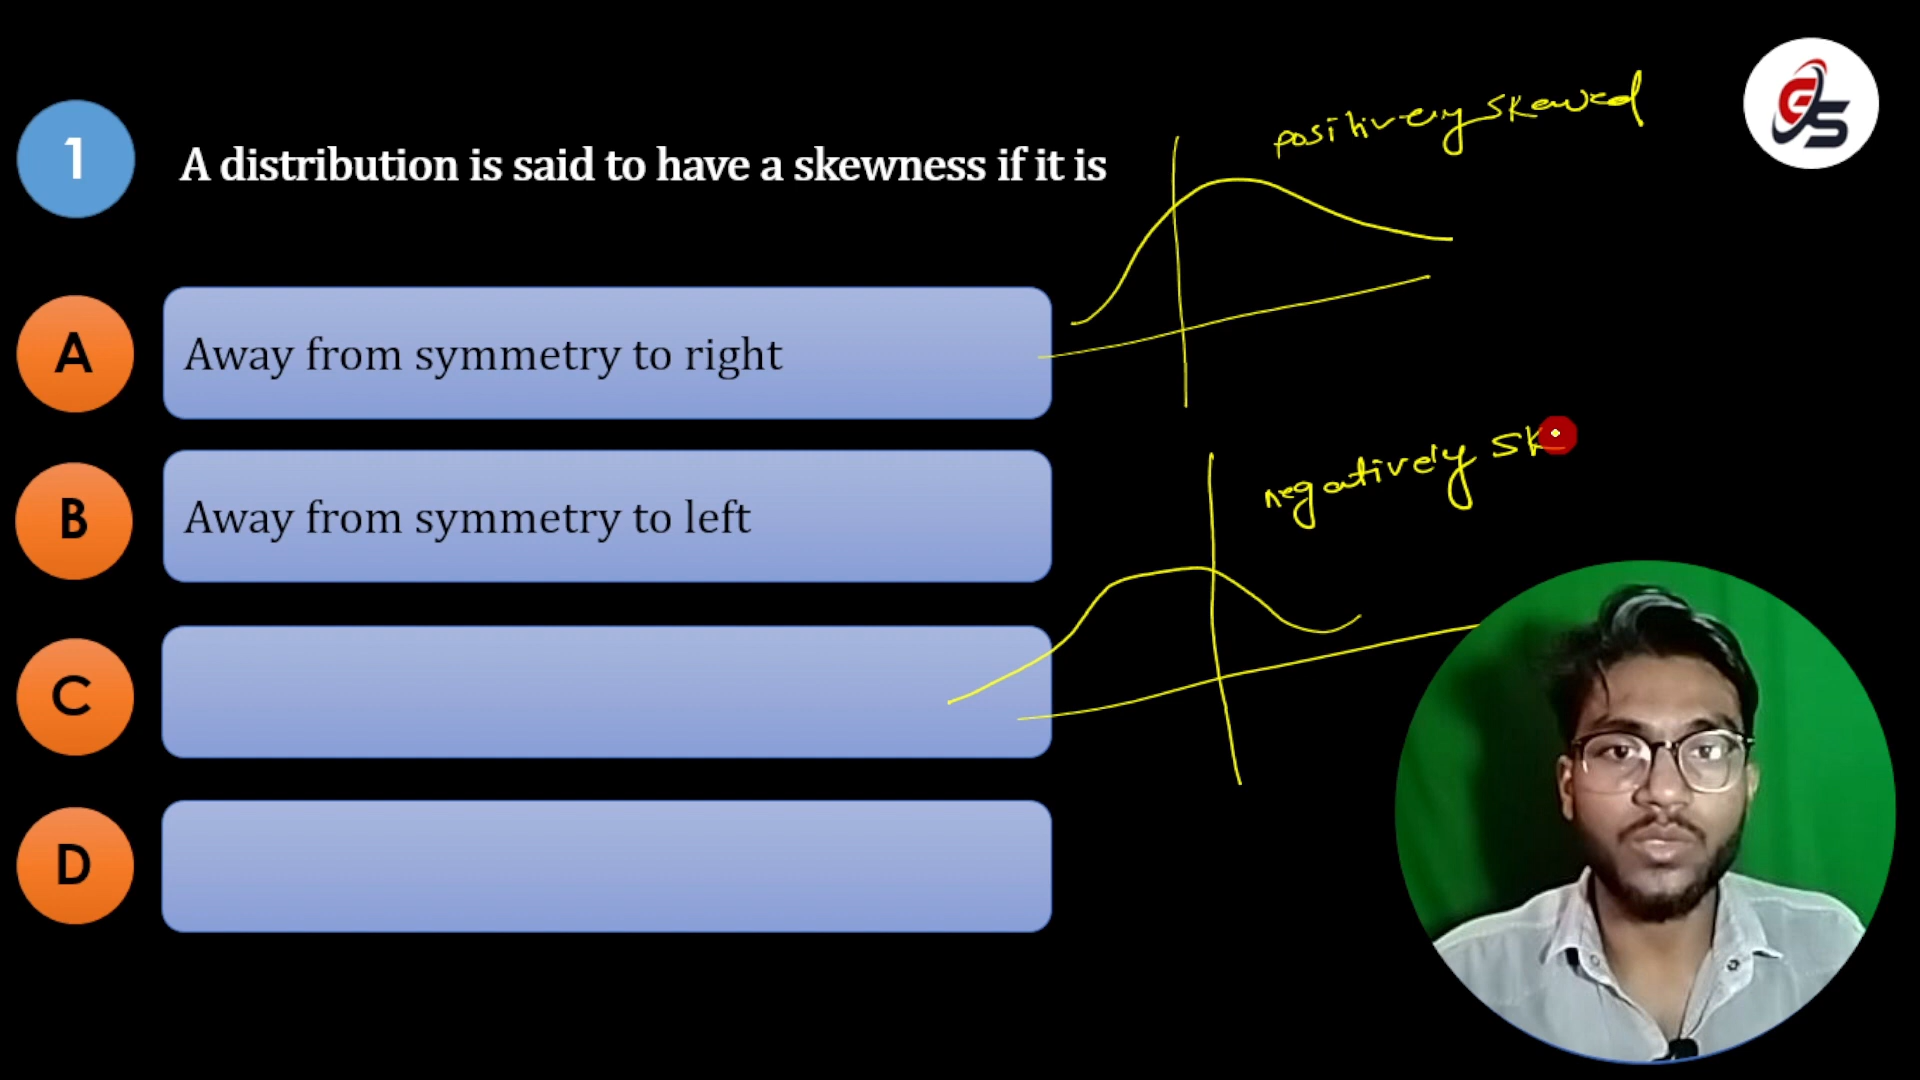 positively skewed
1
A distribution is said to have a skewness if it is
A
Away from symmetry to right
B
Away from symmetry to left
negatively sk
C
D
GS